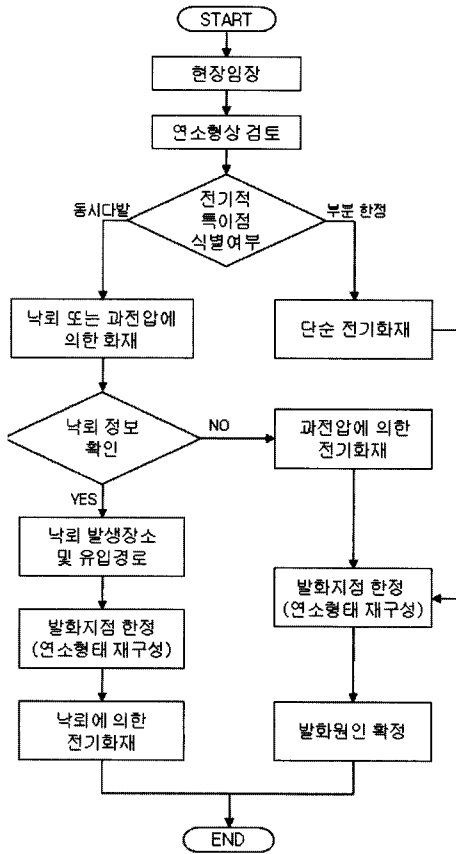 START
현장임장
연소형상 검토
전기적
특이점
식별여부
동시다발
부분 한정
낙뢰 또는 과전압에
의한 화재
단순 전기화재
낙뢰 정보
확인
NO
과전압에 의한
전기화재
YES
낙뢰 발생장소
및 유입경로
발화지점 한정
(연소형태 재구성)
발화지점 한정
(연소형태 재구성)
낙뢰에 의한
전기화재
발화원인 확정
END